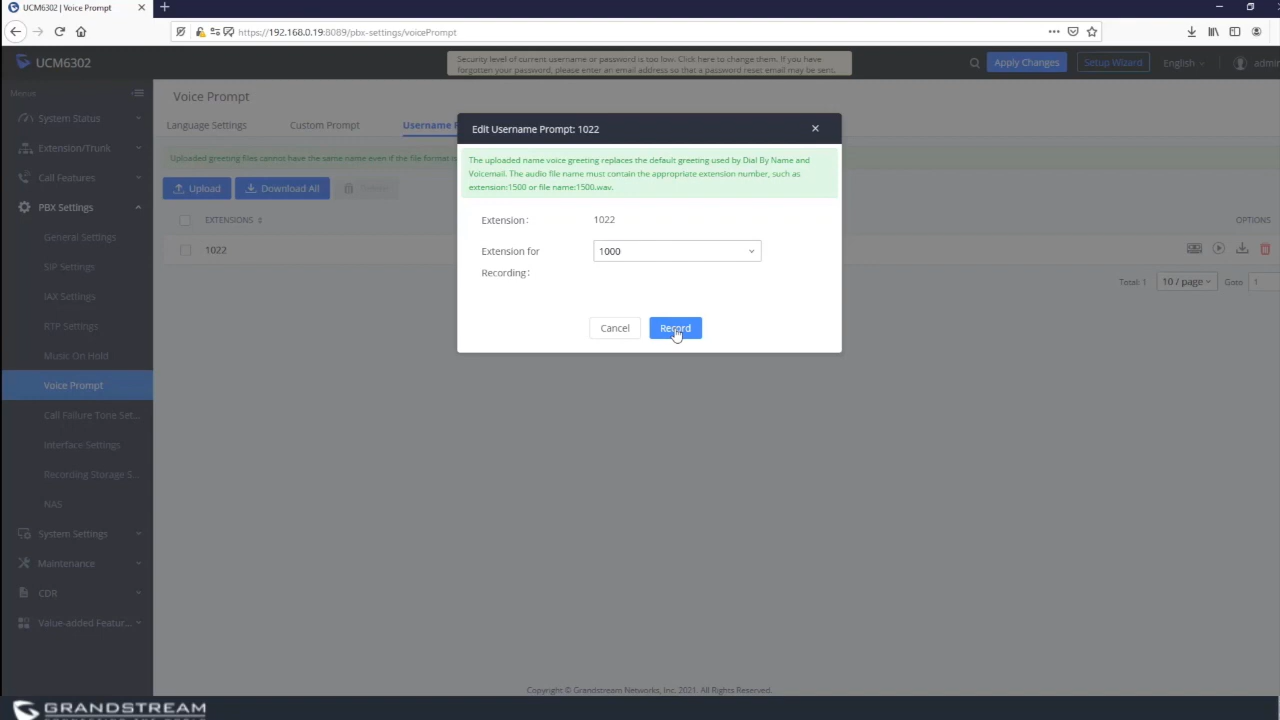 UCM6302 | Voice Prompt
https://192.168.0.19:8089/pbx-settings/voicePrompt
UCM6302
Security level of current username or password is too low. Click here to change them. If you have
forgotten your password, please enter an email address so that a password reset email may be sent.
Apply Changes
Setup Wizard
English
admin
Menus
Voice Prompt
System Status
Extension/Trunk
Call Features
PBX Settings
General Settings
SIP Settings
IAX Settings
RTP Settings
Music On Hold
Voice Prompt
Call Failure Tone Set...
Interface Settings
Recording Storage S...
NAS
System Settings
Maintenance
CDR
Value-added Featur...
Language Settings
Custom Prompt
Username P
Uploaded greeting files cannot have the same name even if the file format is
Upload
Download All
EXTENSIONS
OPTIONS
1022
Total: 1
10 / page
Goto
1
Edit Username Prompt: 1022
The uploaded name voice greeting replaces the default greeting used by Dial By Name and
Voicemail. The audio file name must contain the appropriate extension number, such as
extension:1500 or file name:1500.wav.
Extension:
1022
Extension for
Recording:
1000
Cancel
Record
Copyright © Grandstream Networks, Inc. 2021. All Rights Reserved.
GRANDSTREAM